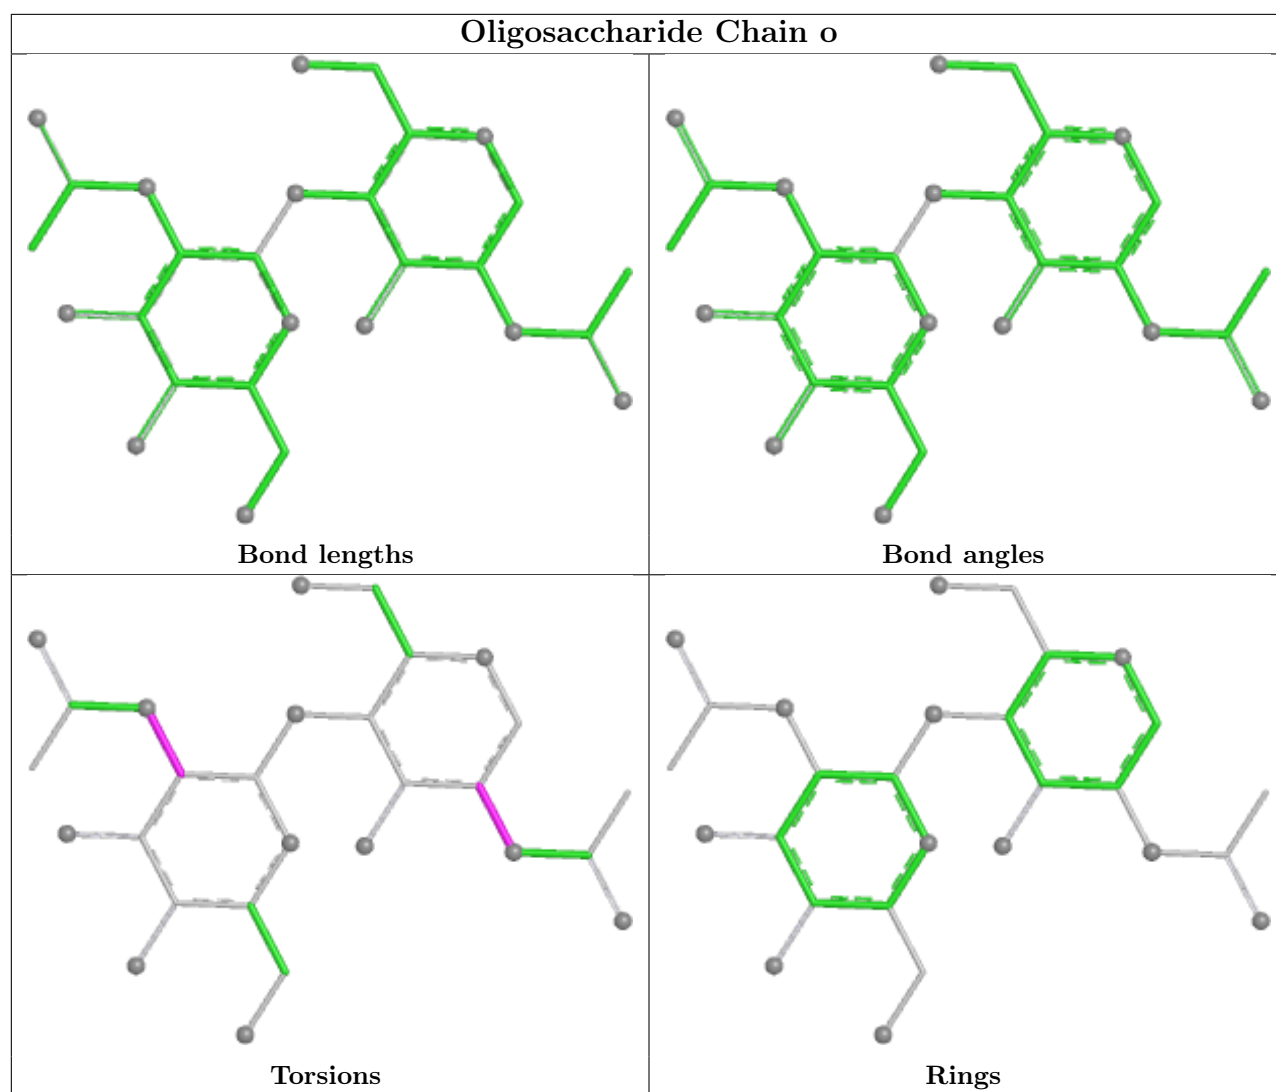 Oligosaccharide Chain o
Bond lengths
Bond angles
Torsions
Rings